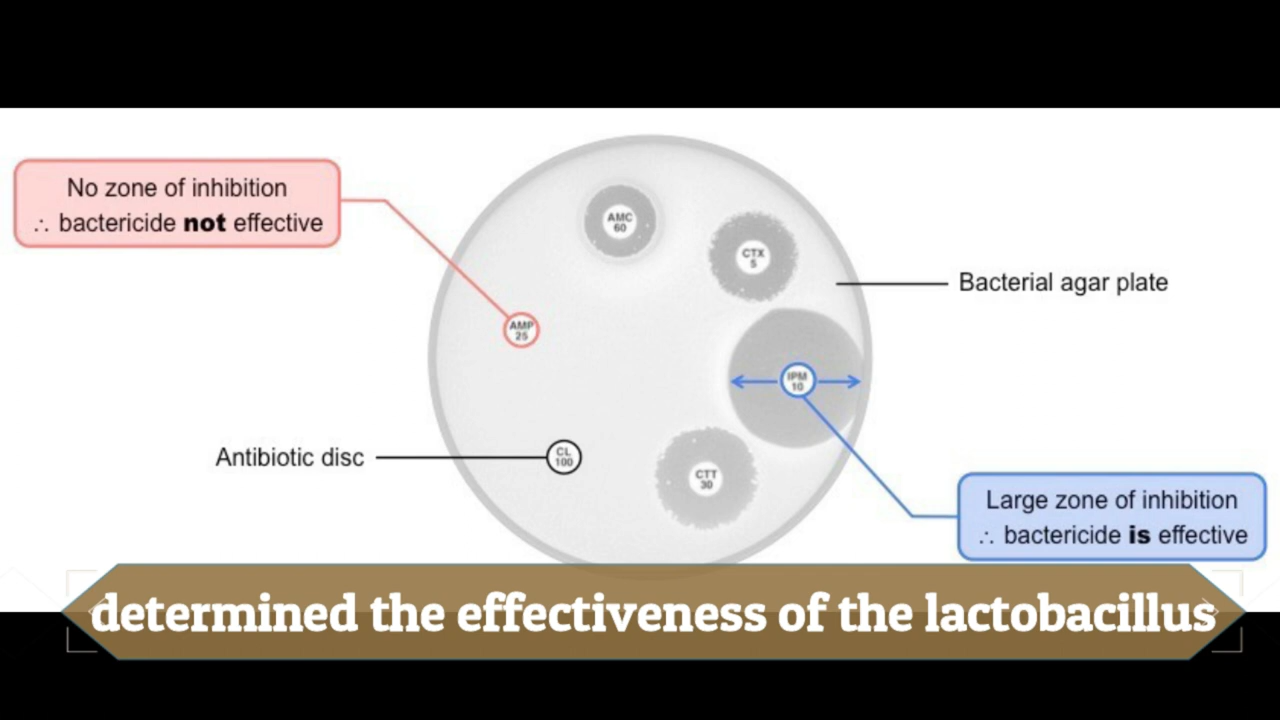 No zone of inhibition
∴ bactericide not effective
AMC
60
CTX
5
Bacterial agar plate
AMP
25
IPM
10
Antibiotic disc
CL
100
CTT
30
Large zone of inhibition
∴ bactericide is effective
determined the effectiveness of the lactobacillus